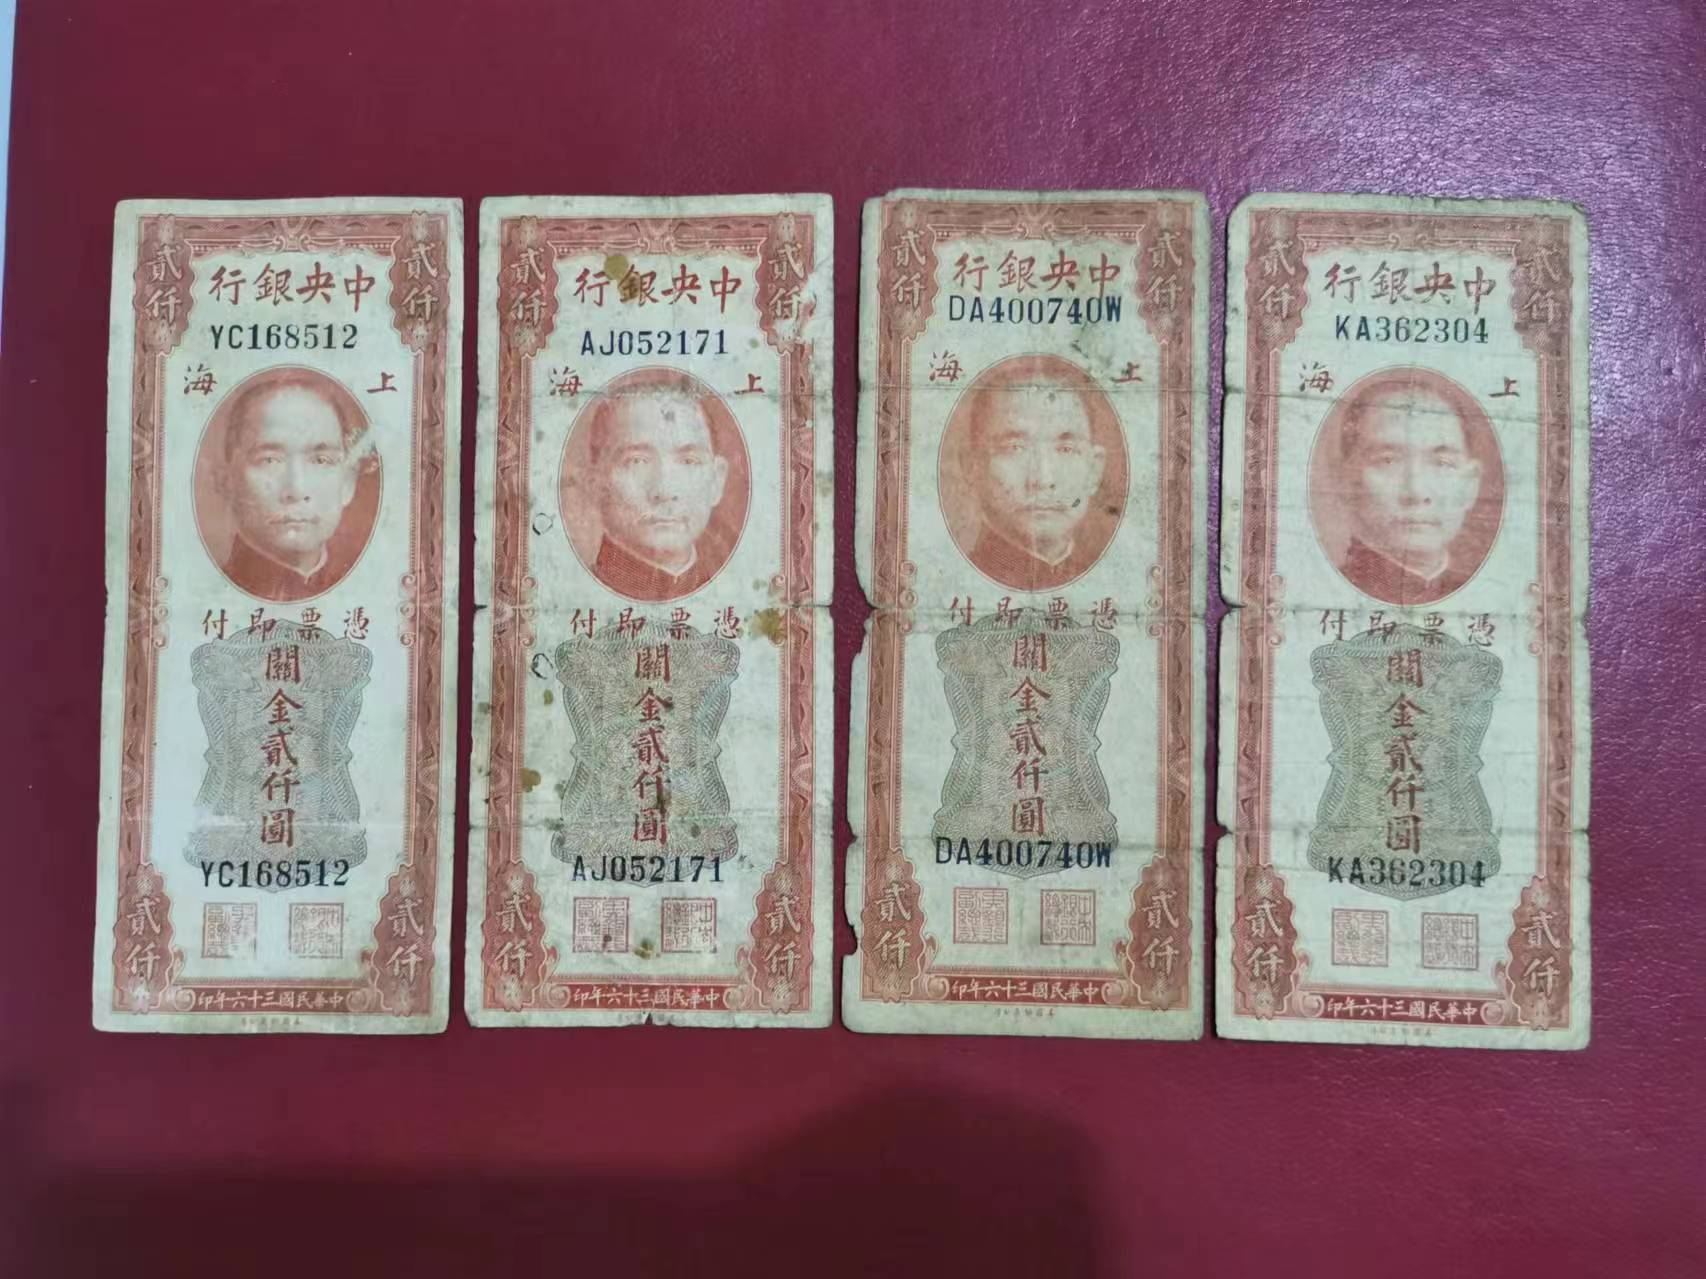 貳仟 貳仟
中央銀行
YC168512
上海
憑票即付
關金貳仟圓
YC168512
貳仟 貳仟
中華民國三十六年印
貳仟 貳仟
中央銀行
AJ052171
上海
憑票即付
關金貳仟圓
AJ052171
貳仟 貳仟
中華民國三十六年印
貳仟 貳仟
中央銀行
DA400740W
上海
憑票即付
關金貳仟圓
DA400740W
貳仟 貳仟
中華民國三十六年印
貳仟 貳仟
中央銀行
KA362304
上海
憑票即付
關金貳仟圓
KA362304
貳仟 貳仟
中華民國三十六年印